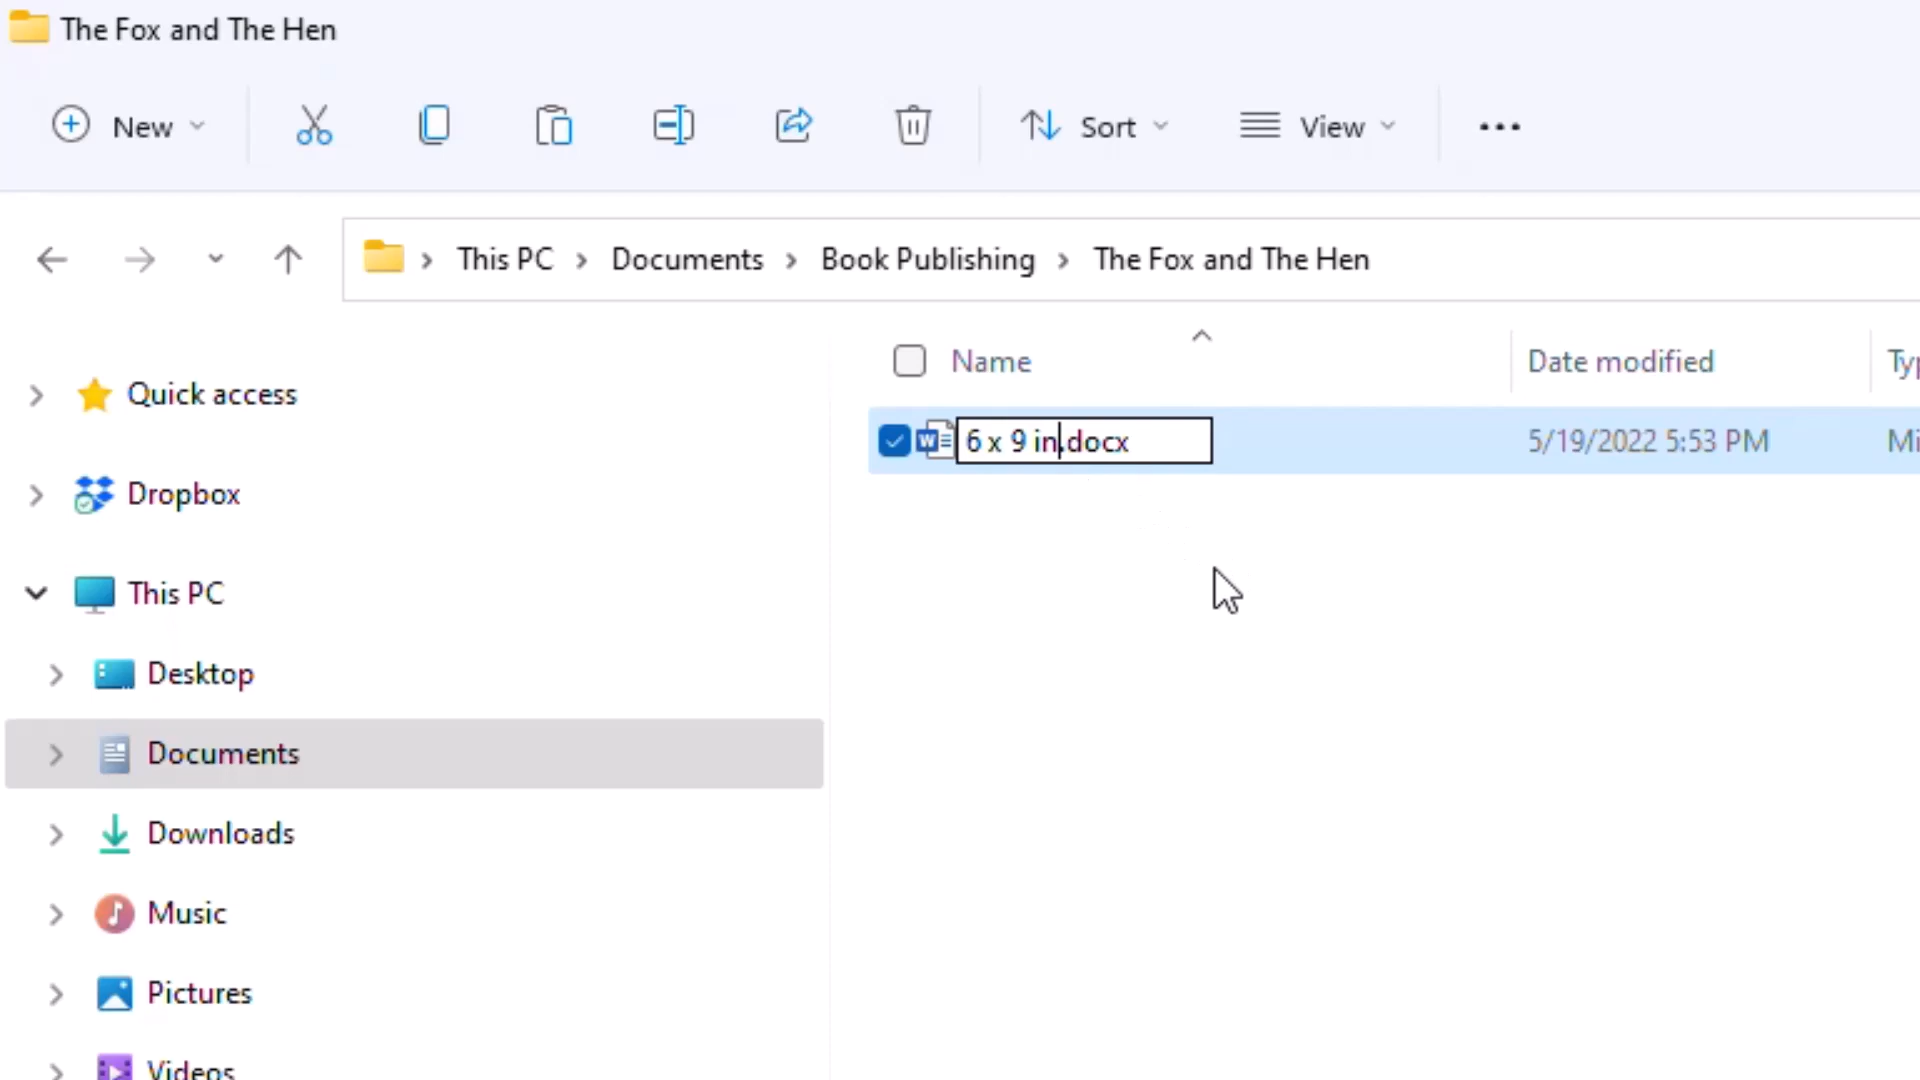 The Fox and The Hen
New Sort View
This PC Documents Book Publishing The Fox and The Hen
Name Date modified
6 x 9 in.docx 5/19/2022 5:53 PM
Quick access
Dropbox
This PC
Desktop
Documents
Downloads
Music
Pictures
Videos